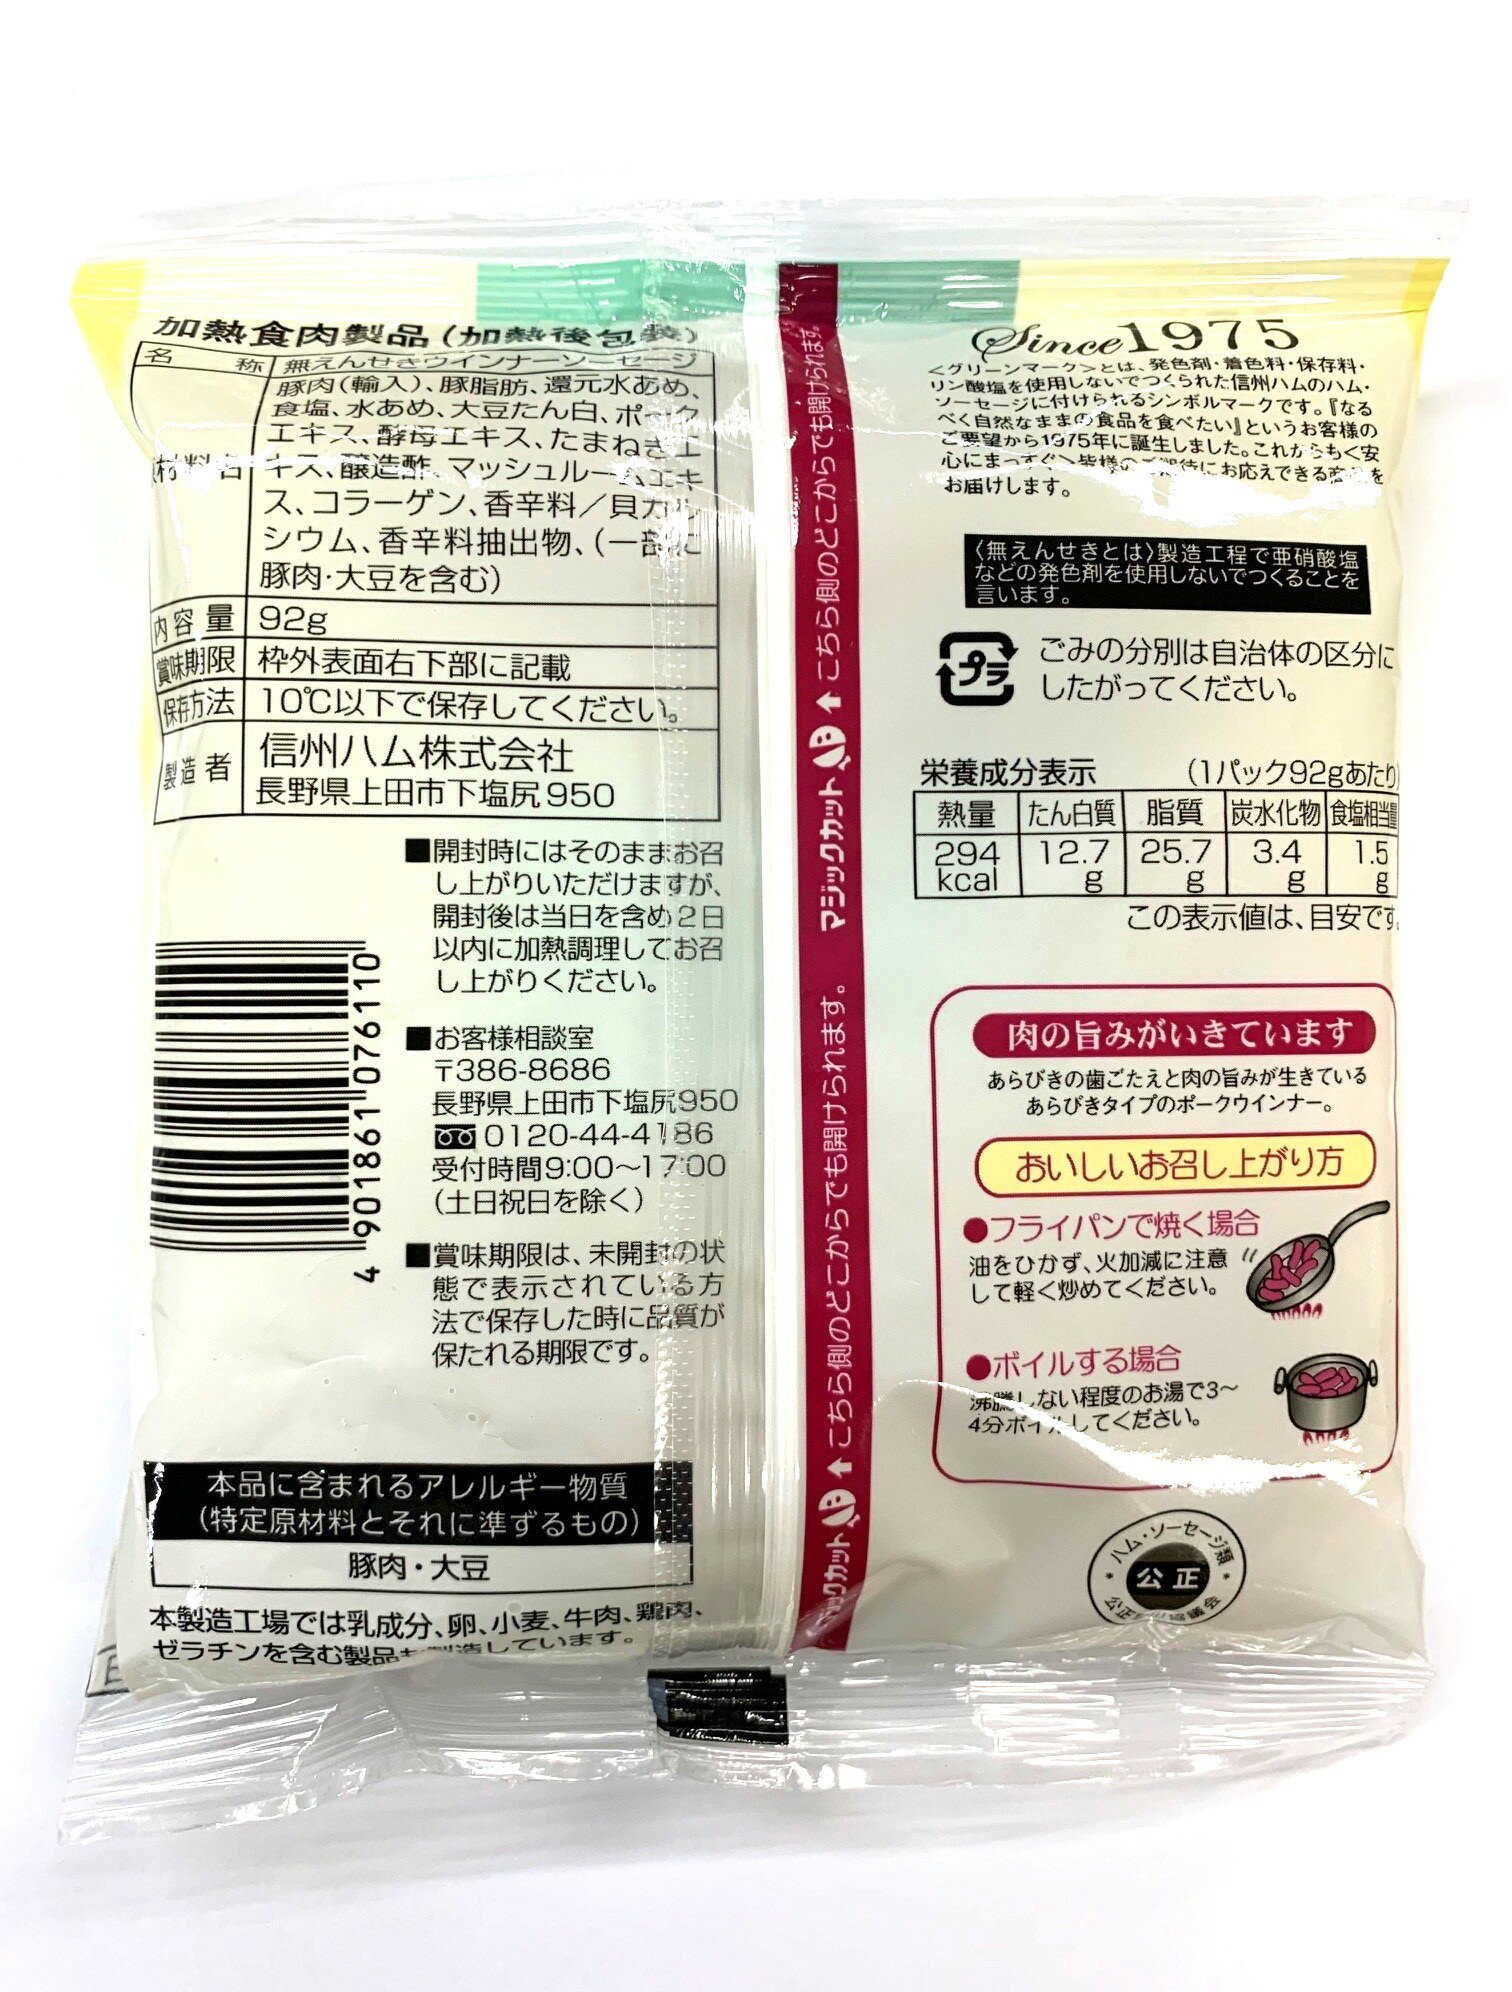 加熱食肉製品(加熱後包装)
名称 無えんせきウインナーソーセージ
材料名
豚肉(輸入)、豚脂肪、還元水あめ、
食塩、水あめ、大豆たん白、ポーク
エキス、酵母エキス、たまねぎエ
キス、醸造酢、マッシュルームエキ
ス、コラーゲン、香辛料/貝カル
シウム、香辛料抽出物、(一部に
豚肉・大豆を含む)
内容量 92g
賞味期限 枠外表面右下部に記載
保存方法 10℃以下で保存してください。
製造者 信州ハム株式会社
長野県上田市下塩尻950
■開封時にはそのままお召
し上がりいただけますが、
開封後は当日を含め2日
以内に加熱調理してお召
し上がりください。
■お客様相談室
〒386-8686
長野県上田市下塩尻950
0120-44-4186
受付時間9:00〜17:00
(土日祝日を除く)
■賞味期限は、未開封の状
態で表示されている方
法で保存した時に品質が
保たれる期限です。
4 901861 076110
本品に含まれるアレルギー物質
(特定原材料とそれに準ずるもの)
豚肉・大豆
本製造工場では乳成分、卵、小麦、牛肉、鶏肉、
ゼラチンを含む製品も製造しています。
マジックカット こちら側のどこからでも開けられます。
マジックカット こちら側のどこからでも開けられます。
Since1975
<グリーンマーク>とは、発色剤・着色料・保存料・
リン酸塩を使用しないでつくられた信州ハムのハム・
ソーセージに付けられるシンボルマークです。『なる
べく自然なままの食品を食べたい』というお客様の
ご要望から1975年に誕生しました。これからもく安
心にまっすぐ>皆様のご期待にお応えできる商品を
お届けします。
〈無えんせきとは〉製造工程で亜硝酸塩
などの発色剤を使用しないでつくることを
言います。
プラ
ごみの分別は自治体の区分に
したがってください。
栄養成分表示 (1パック92gあたり)
熱量 たん白質 脂質 炭水化物 食塩相当量
294 12.7 25.7 3.4 1.5
kcal g g g g
この表示値は、目安です。
肉の旨みがいきています
あらびきの歯ごたえと肉の旨みが生きている
あらびきタイプのポークウインナー。
おいしいお召し上がり方
●フライパンで焼く場合
油をひかず、火加減に注意
して軽く炒めてください。
●ボイルする場合
沸騰しない程度のお湯で3〜
4分ボイルしてください。
ハム・ソーセージ類
公正